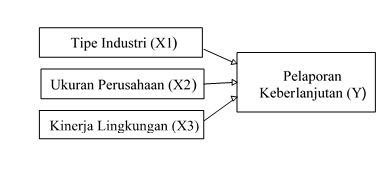 Tipe Industri (X1)
Ukuran Perusahaan (X2)
Kinerja Lingkungan (X3)
Pelaporan
Keberlanjutan (Y)